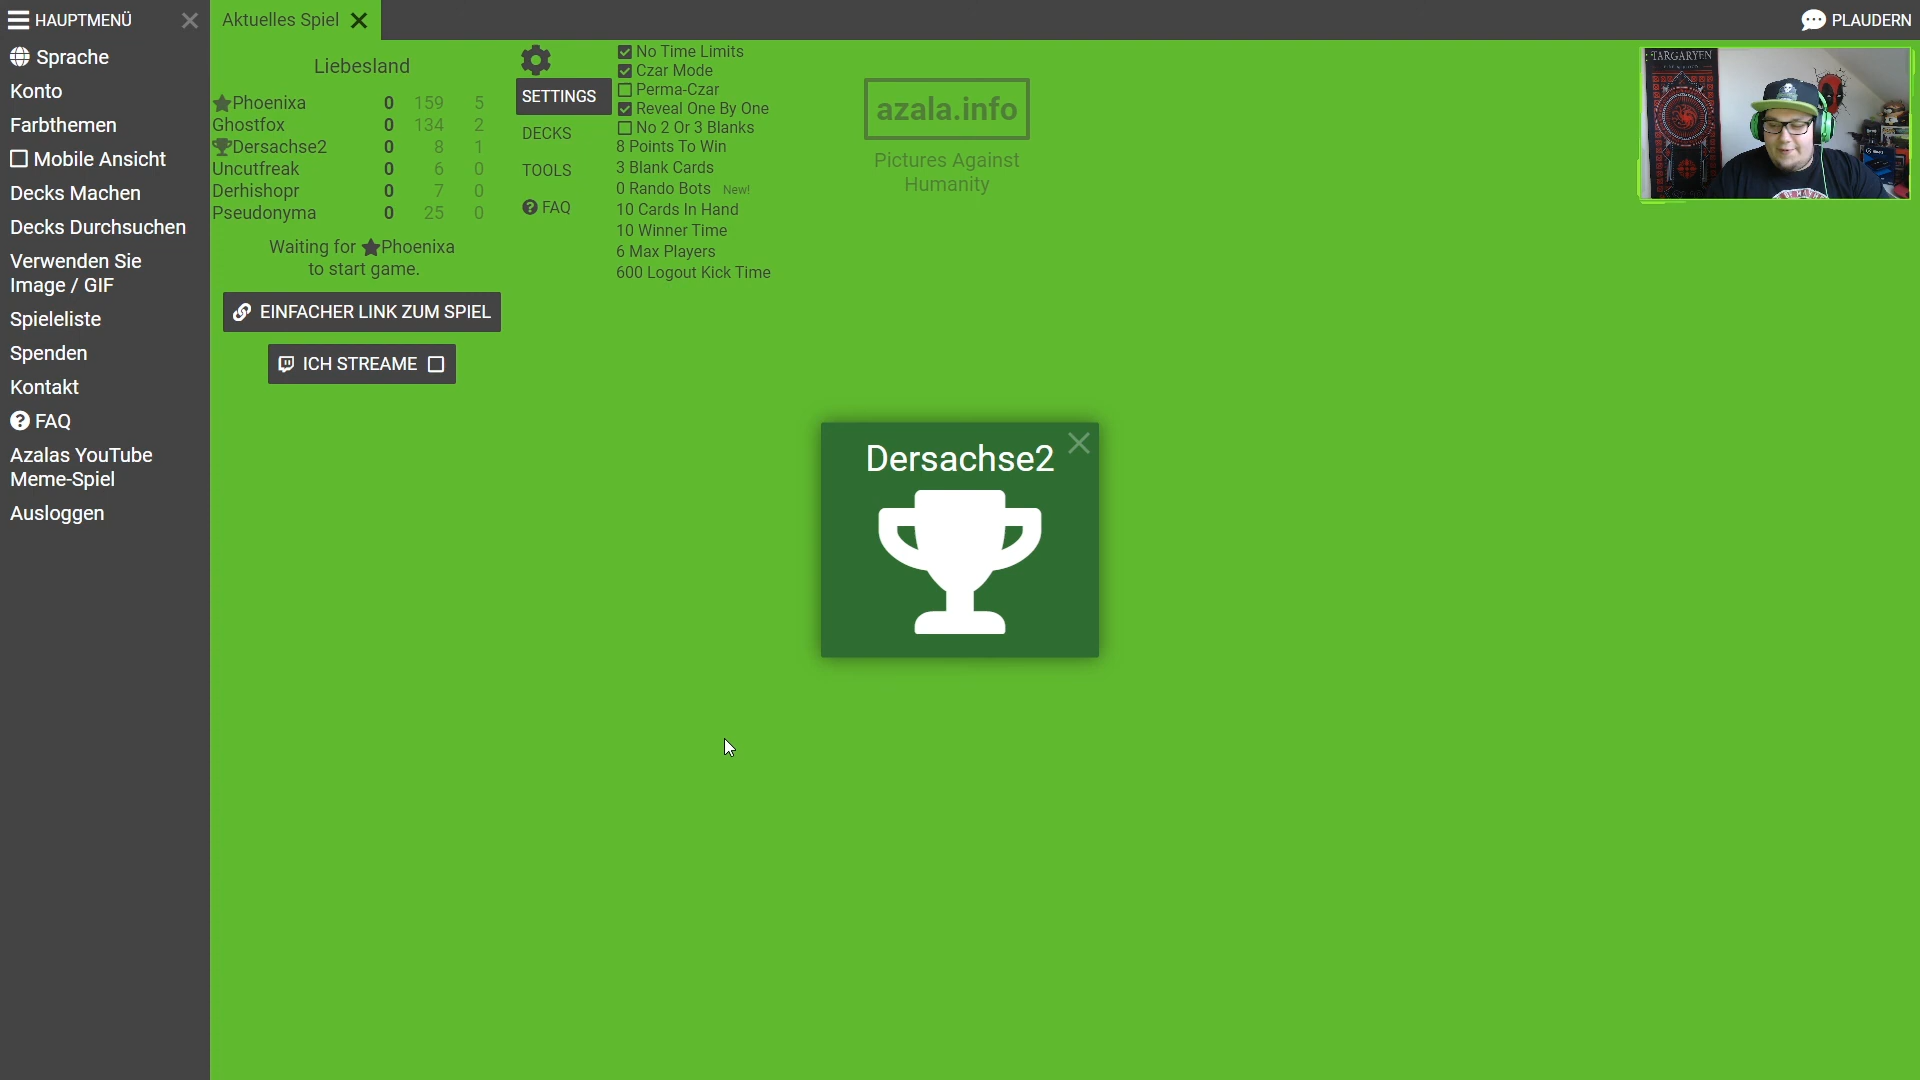 HAUPTMENÜ
Sprache
Konto
Farbthemen
Mobile Ansicht
Decks Machen
Decks Durchsuchen
Verwenden Sie
Image / GIF
Spieleliste
Spenden
Kontakt
FAQ
Azalas YouTube
Meme-Spiel
Ausloggen
Aktuelles Spiel
Liebesland
Phoenixa 0 159 5
Ghostfox 0 134 2
Dersachse2 0 8 1
Uncutfreak 0 6 0
Derhishopr 0 7 0
Pseudonyma 0 25 0
Waiting for Phoenixa
to start game.
EINFACHER LINK ZUM SPIEL
ICH STREAME
SETTINGS
DECKS
TOOLS
FAQ
No Time Limits
Czar Mode
Perma-Czar
Reveal One By One
No 2 Or 3 Blanks
8 Points To Win
3 Blank Cards
0 Rando Bots New!
10 Cards In Hand
10 Winner Time
6 Max Players
600 Logout Kick Time
azala.info
Pictures Against
Humanity
PLAUDERN
TARGARYEN
Dersachse2